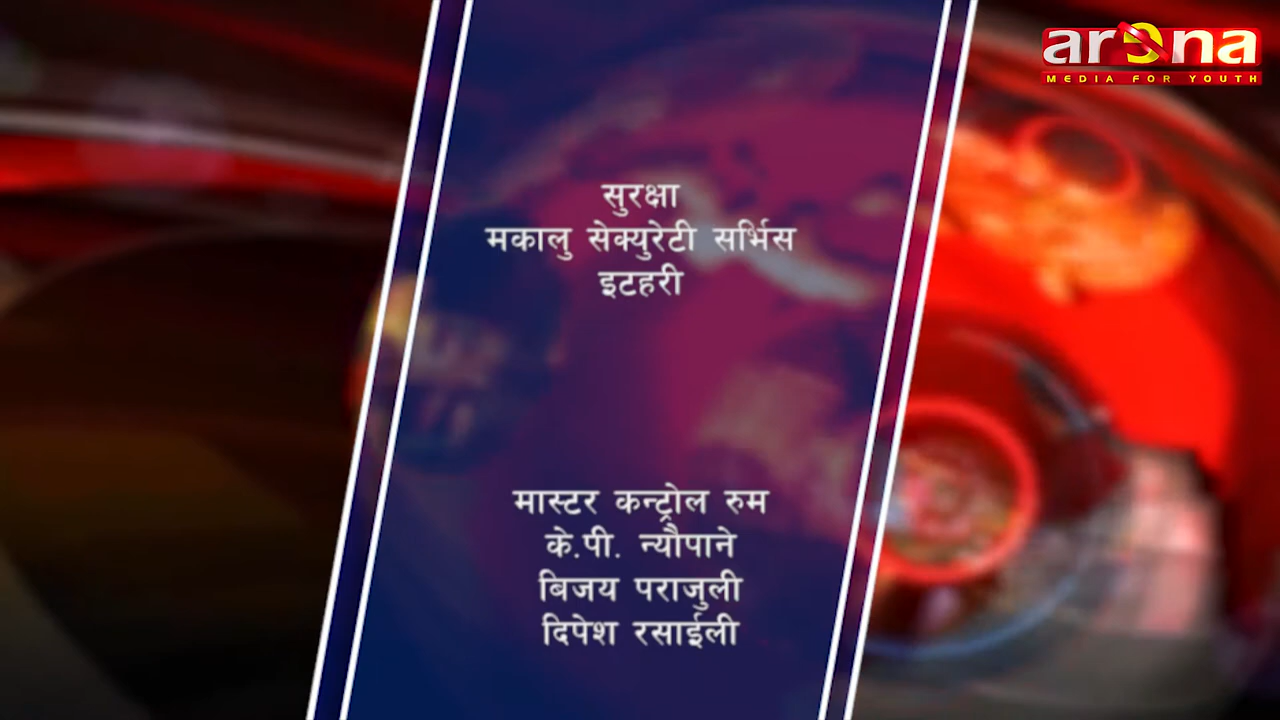 arena
MEDIA FOR YOUTH
सुरक्षा
मकालु सेक्युरेटी सर्भिस
इटहरी
मास्टर कन्ट्रोल रुम
के.पी. न्यौपाने
बिजय पराजुली
दिपेश रसाईली